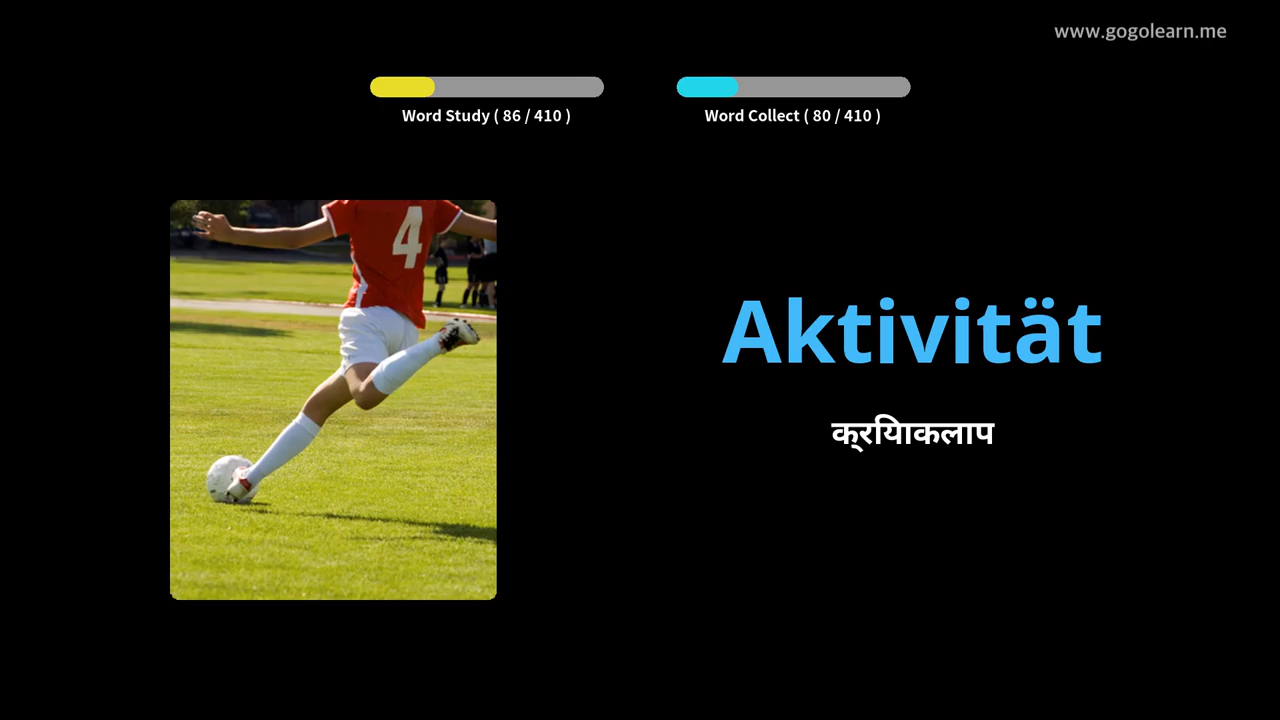 www.gogolearn.me
Word Study ( 86 / 410 )
Word Collect ( 80 / 410 )
4
Aktivität
क्रियाकलाप